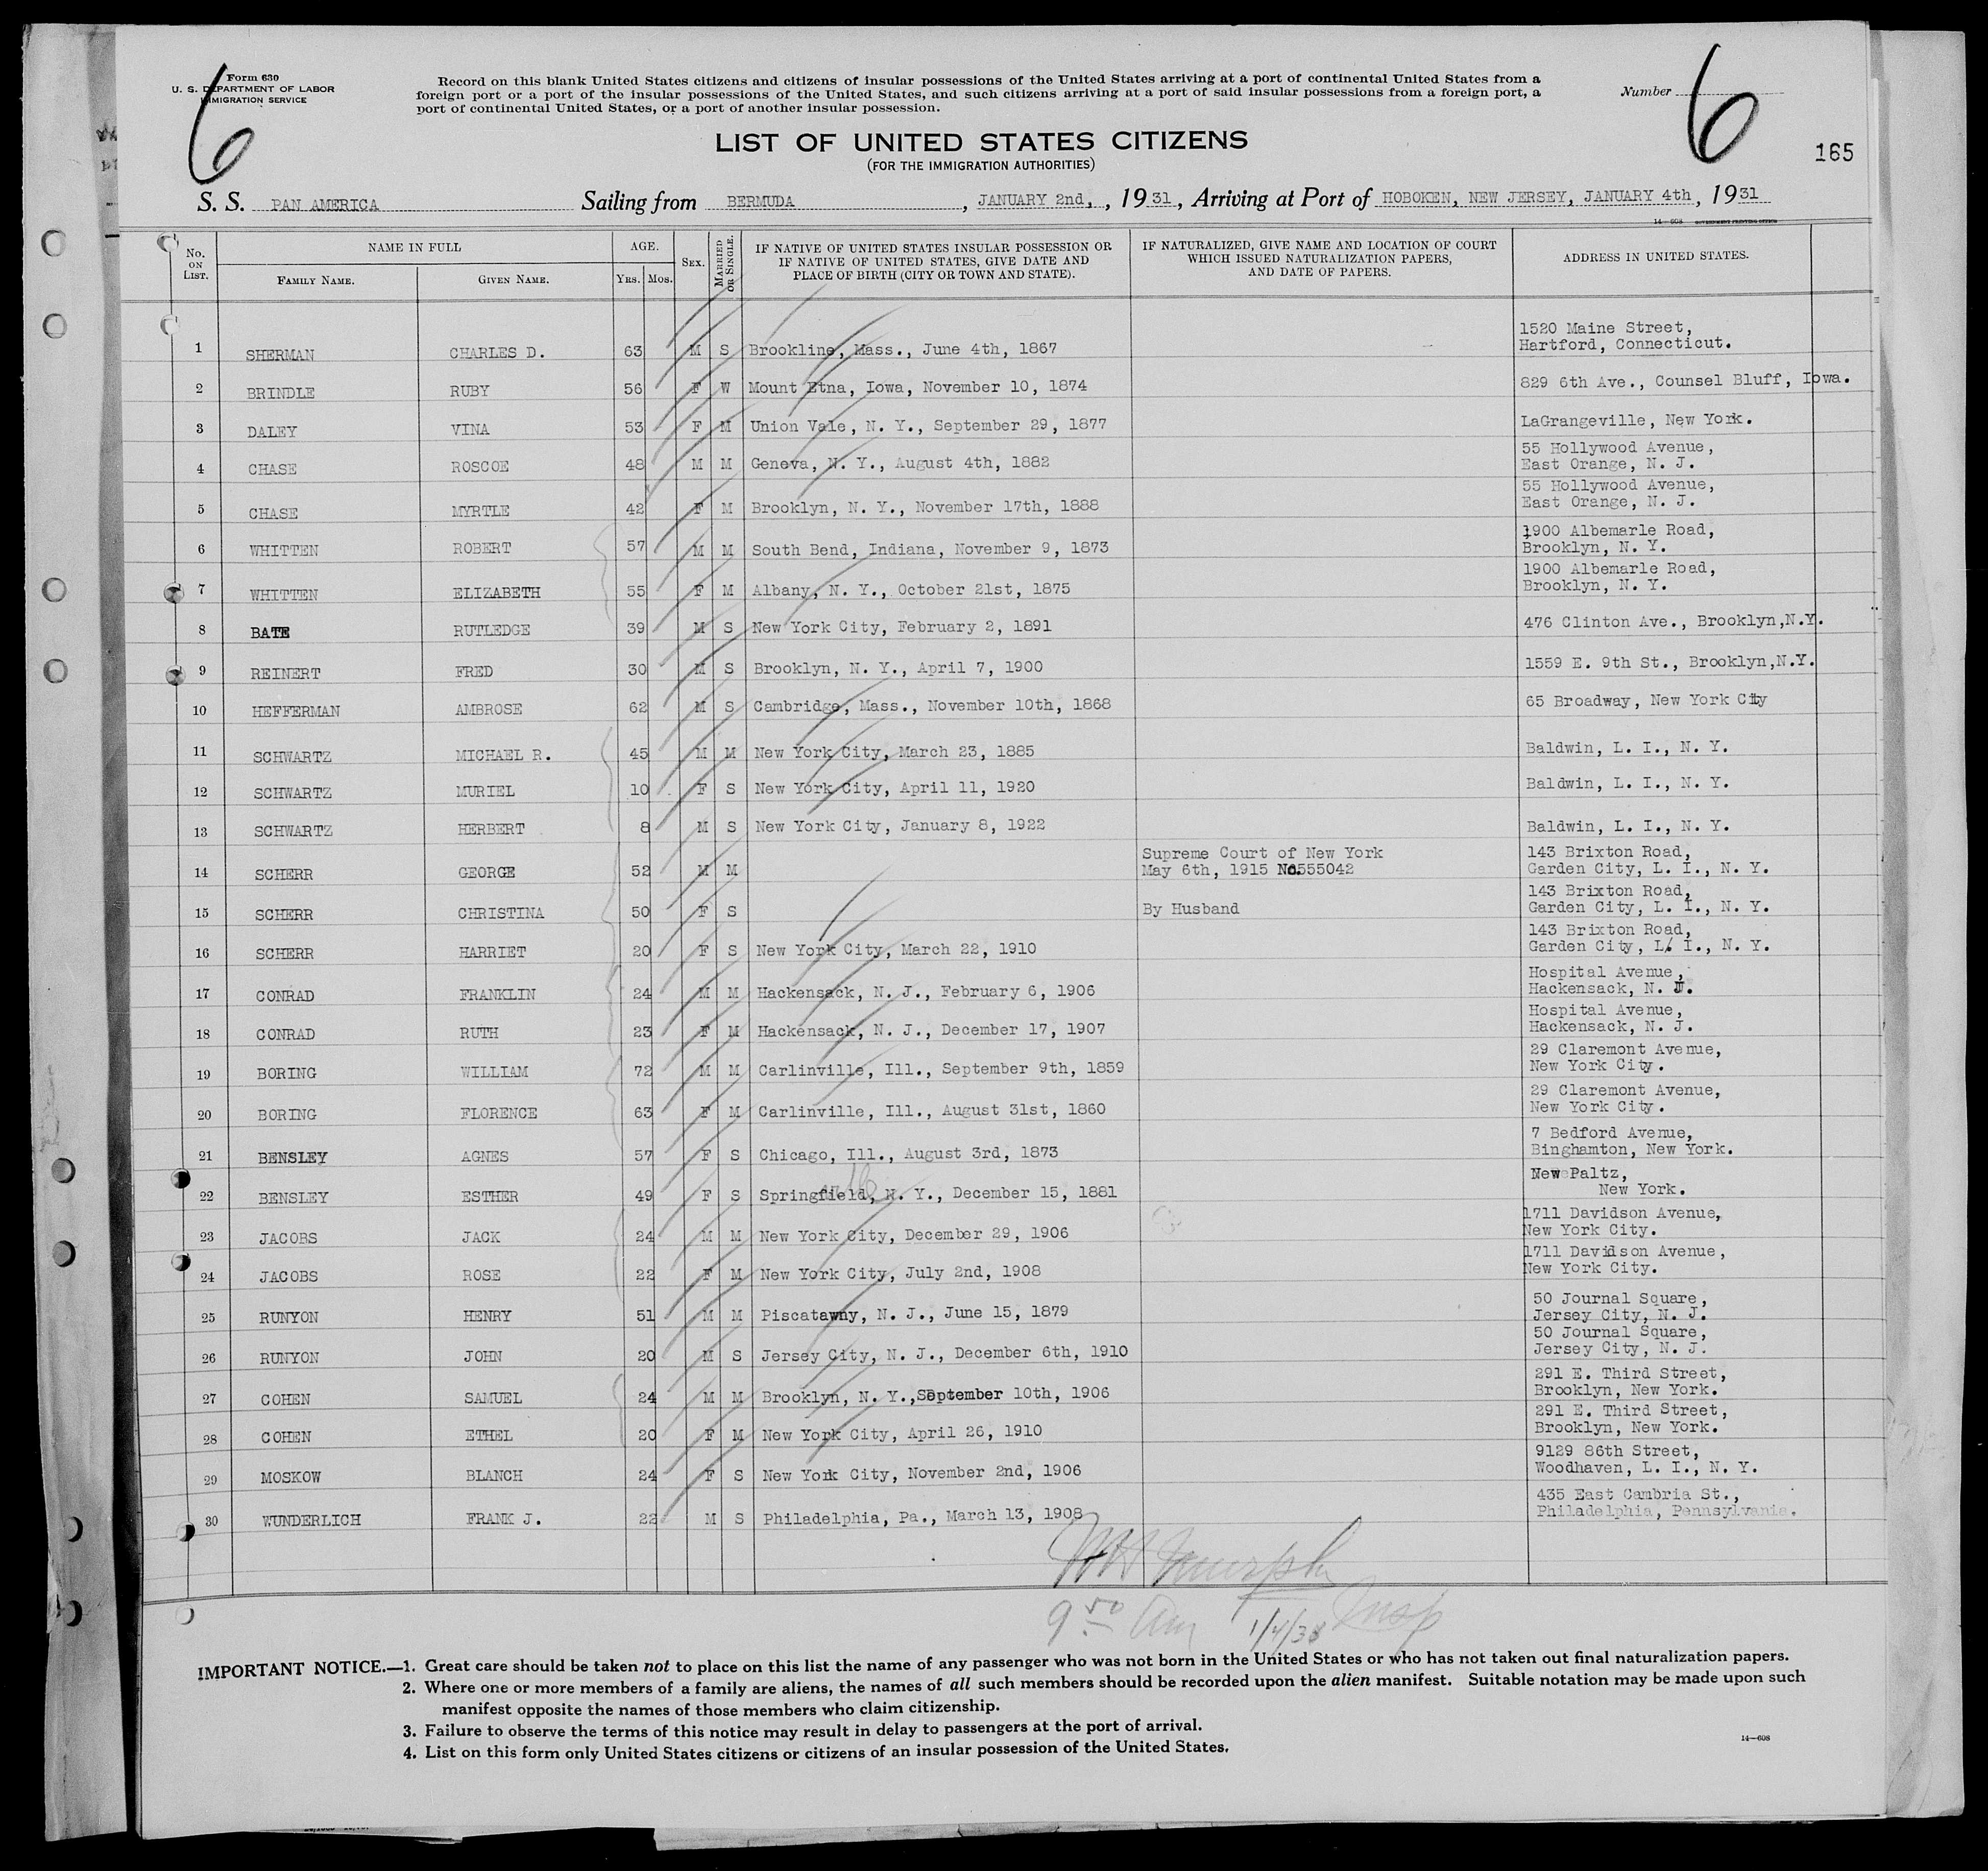 Form 630
U. S. DEPARTMENT OF LABOR
IMMIGRATION SERVICE
6
Record on this blank United States citizens and citizens of insular possessions of the United States arriving at a port of continental United States from a
foreign port or a port of the insular possessions of the United States, and such citizens arriving at a port of said insular possessions from a foreign port, a
port of continental United States, or a port of another insular possession.
Number 6
165
LIST OF UNITED STATES CITIZENS
(FOR THE IMMIGRATION AUTHORITIES)
S. S. PAN AMERICA Sailing from BERMUDA, JANUARY 2nd,, 1931, Arriving at Port of HOBOKEN, NEW JERSEY, JANUARY 4th, 1931
14—608 GOVERNMENT PRINTING OFFICE
No. ON LIST. NAME IN FULL FAMILY NAME. GIVEN NAME. AGE. YRS. MOS. SEX. MARRIED OR SINGLE. IF NATIVE OF UNITED STATES INSULAR POSSESSION OR IF NATIVE OF UNITED STATES, GIVE DATE AND PLACE OF BIRTH (CITY OR TOWN AND STATE). IF NATURALIZED, GIVE NAME AND LOCATION OF COURT WHICH ISSUED NATURALIZATION PAPERS, AND DATE OF PAPERS. ADDRESS IN UNITED STATES.
1 SHERMAN CHARLES D. 63 M S Brookline, Mass., June 4th, 1867 1520 Maine Street, Hartford, Connecticut.
2 BRINDLE RUBY 56 F W Mount Etna, Iowa, November 10, 1874 829 6th Ave., Counsel Bluff, Iowa.
3 DALEY VINA 53 F M Union Vale, N. Y., September 29, 1877 LaGrangeville, New York.
4 CHASE ROSCOE 48 M M Geneva, N. Y., August 4th, 1882 55 Hollywood Avenue, East Orange, N. J.
5 CHASE MYRTLE 42 F M Brooklyn, N. Y., November 17th, 1888 55 Hollywood Avenue, East Orange, N. J.
6 WHITTEN ROBERT 57 M M South Bend, Indiana, November 9, 1873 1900 Albemarle Road, Brooklyn, N. Y.
7 WHITTEN ELIZABETH 55 F M Albany, N. Y., October 21st, 1875 1900 Albemarle Road, Brooklyn, N. Y.
8 BATE RUTLEDGE 39 M S New York City, February 2, 1891 476 Clinton Ave., Brooklyn,N.Y.
9 REINERT FRED 30 M S Brooklyn, N. Y., April 7, 1900 1559 E. 9th St., Brooklyn,N.Y.
10 HEFFERMAN AMBROSE 62 M S Cambridge, Mass., November 10th, 1868 65 Broadway, New York City
11 SCHWARTZ MICHAEL R. 45 M M New York City, March 23, 1885 Baldwin, L. I., N. Y.
12 SCHWARTZ MURIEL 10 F S New York City, April 11, 1920 Baldwin, L. I., N. Y.
13 SCHWARTZ HERBERT 8 M S New York City, January 8, 1922 Baldwin, L. I., N. Y.
14 SCHERR GEORGE 52 M M Supreme Court of New York May 6th, 1915 No.555042 143 Brixton Road, Garden City, L. I., N. Y.
15 SCHERR CHRISTINA 50 F S By Husband 143 Brixton Road, Garden City, L. I., N. Y.
16 SCHERR HARRIET 20 F S New York City, March 22, 1910 143 Brixton Road, Garden City, L. I., N. Y.
17 CONRAD FRANKLIN 24 M M Hackensack, N. J., February 6, 1906 Hospital Avenue, Hackensack, N. J.
18 CONRAD RUTH 23 F M Hackensack, N. J., December 17, 1907 Hospital Avenue, Hackensack, N. J.
19 BORING WILLIAM 72 M M Carlinville, Ill., September 9th, 1859 29 Claremont Avenue, New York City.
20 BORING FLORENCE 63 F M Carlinville, Ill., August 31st, 1860 29 Claremont Avenue, New York City.
21 BENSLEY AGNES 57 F S Chicago, Ill., August 3rd, 1873 7 Bedford Avenue, Binghamton, New York.
22 BENSLEY ESTHER 49 F S Springfield, N. Y., December 15, 1881 New Paltz, New York.
23 JACOBS JACK 24 M M New York City, December 29, 1906 1711 Davidson Avenue, New York City.
24 JACOBS ROSE 22 F M New York City, July 2nd, 1908 1711 Davidson Avenue, New York City.
25 RUNYON HENRY 51 M M Piscatawny, N. J., June 15, 1879 50 Journal Square, Jersey City, N. J.
26 RUNYON JOHN 20 M S Jersey City, N. J., December 6th, 1910 50 Journal Square, Jersey City, N. J.
27 COHEN SAMUEL 24 M M Brooklyn, N. Y.,September 10th, 1906 291 E. Third Street, Brooklyn, New York.
28 COHEN ETHEL 20 F M New York City, April 26, 1910 291 E. Third Street, Brooklyn, New York.
29 MOSKOW BLANCH 24 F S New York City, November 2nd, 1906 9129 86th Street, Woodhaven, L. I., N. Y.
30 WUNDERLICH FRANK J. 22 M S Philadelphia, Pa., March 13, 1908 435 East Cambria St., Philadelphia, Pennsylvania.
Murphy
9 50 am 1/4/31 Insp
IMPORTANT NOTICE.—1. Great care should be taken not to place on this list the name of any passenger who was not born in the United States or who has not taken out final naturalization papers.
2. Where one or more members of a family are aliens, the names of all such members should be recorded upon the alien manifest. Suitable notation may be made upon such
manifest opposite the names of those members who claim citizenship.
3. Failure to observe the terms of this notice may result in delay to passengers at the port of arrival.
4. List on this form only United States citizens or citizens of an insular possession of the United States.
14—608